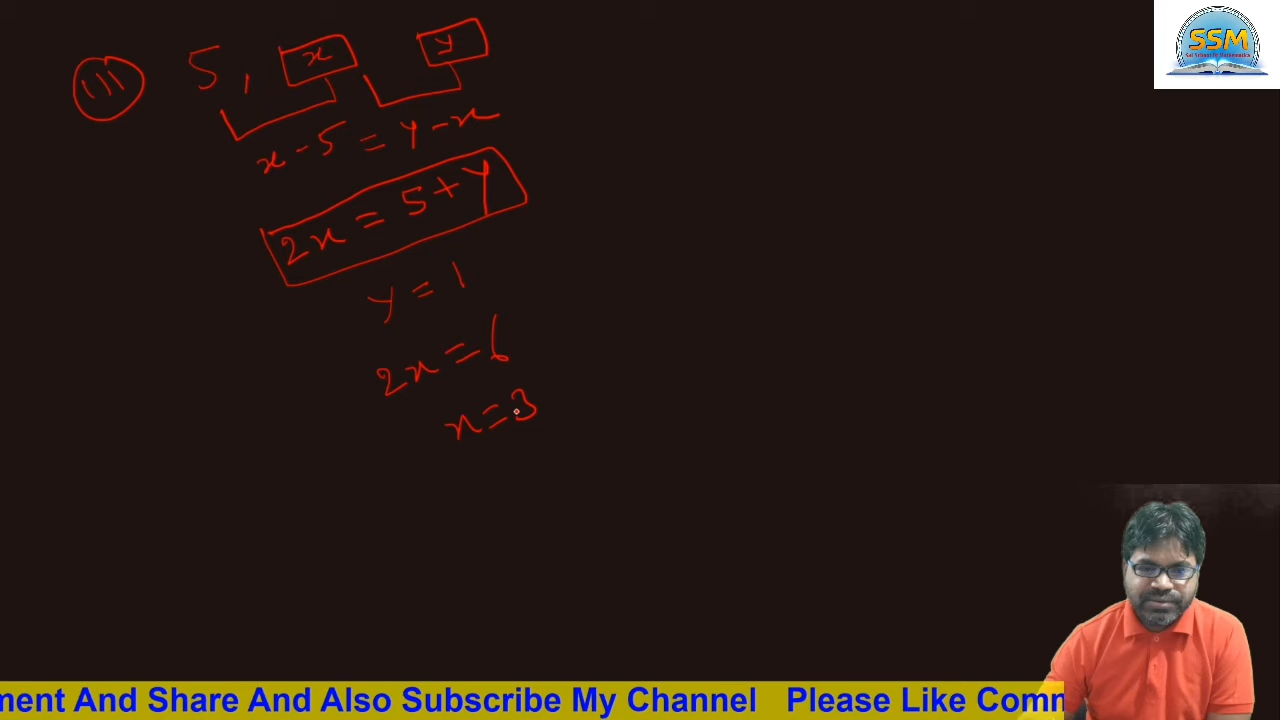 (III) 5, x y
x - 5 = y - x
2x = 5 + y
y = 1
2x = 6
x = 3
SSM
ment And Share And Also Subscribe My Channel Please Like Comm